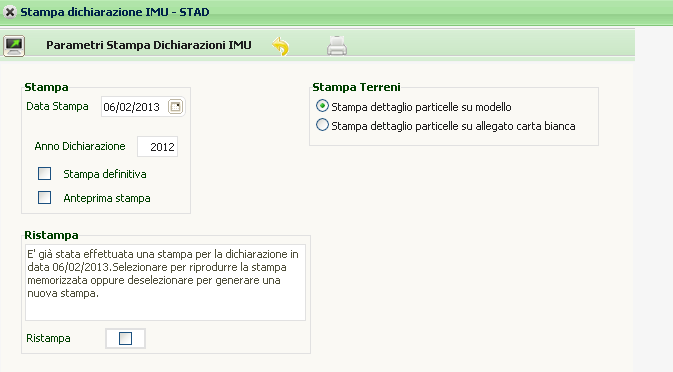 Stampa dichiarazione IMU - STAD
Parametri Stampa Dichiarazioni IMU
Stampa
Data Stampa 06/02/2013
Anno Dichiarazione 2012
Stampa definitiva
Anteprima stampa
Stampa Terreni
Stampa dettaglio particelle su modello
Stampa dettaglio particelle su allegato carta bianca
Ristampa
E' già stata effettuata una stampa per la dichiarazione in
data 06/02/2013.Selezionare per riprodurre la stampa
memorizzata oppure deselezionare per generare una
nuova stampa.
Ristampa